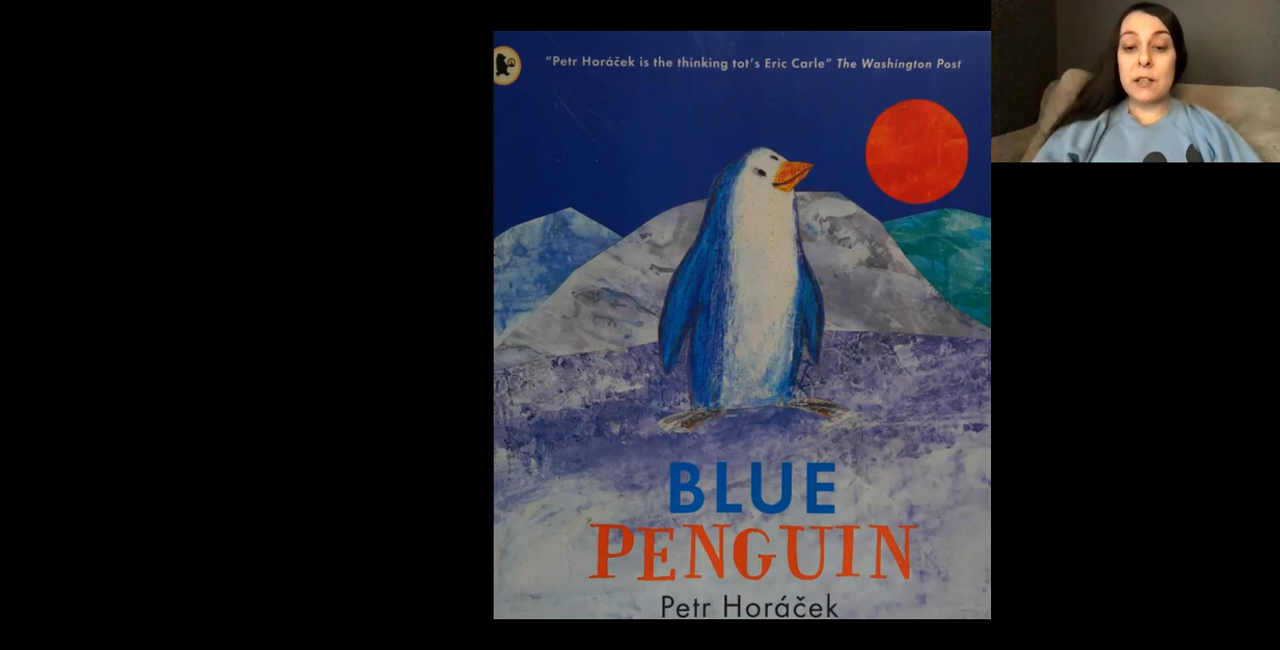 “Petr Horáček is the thinking tot’s Eric Carle” The Washington Post
BLUE
PENGUIN
Petr Horáček